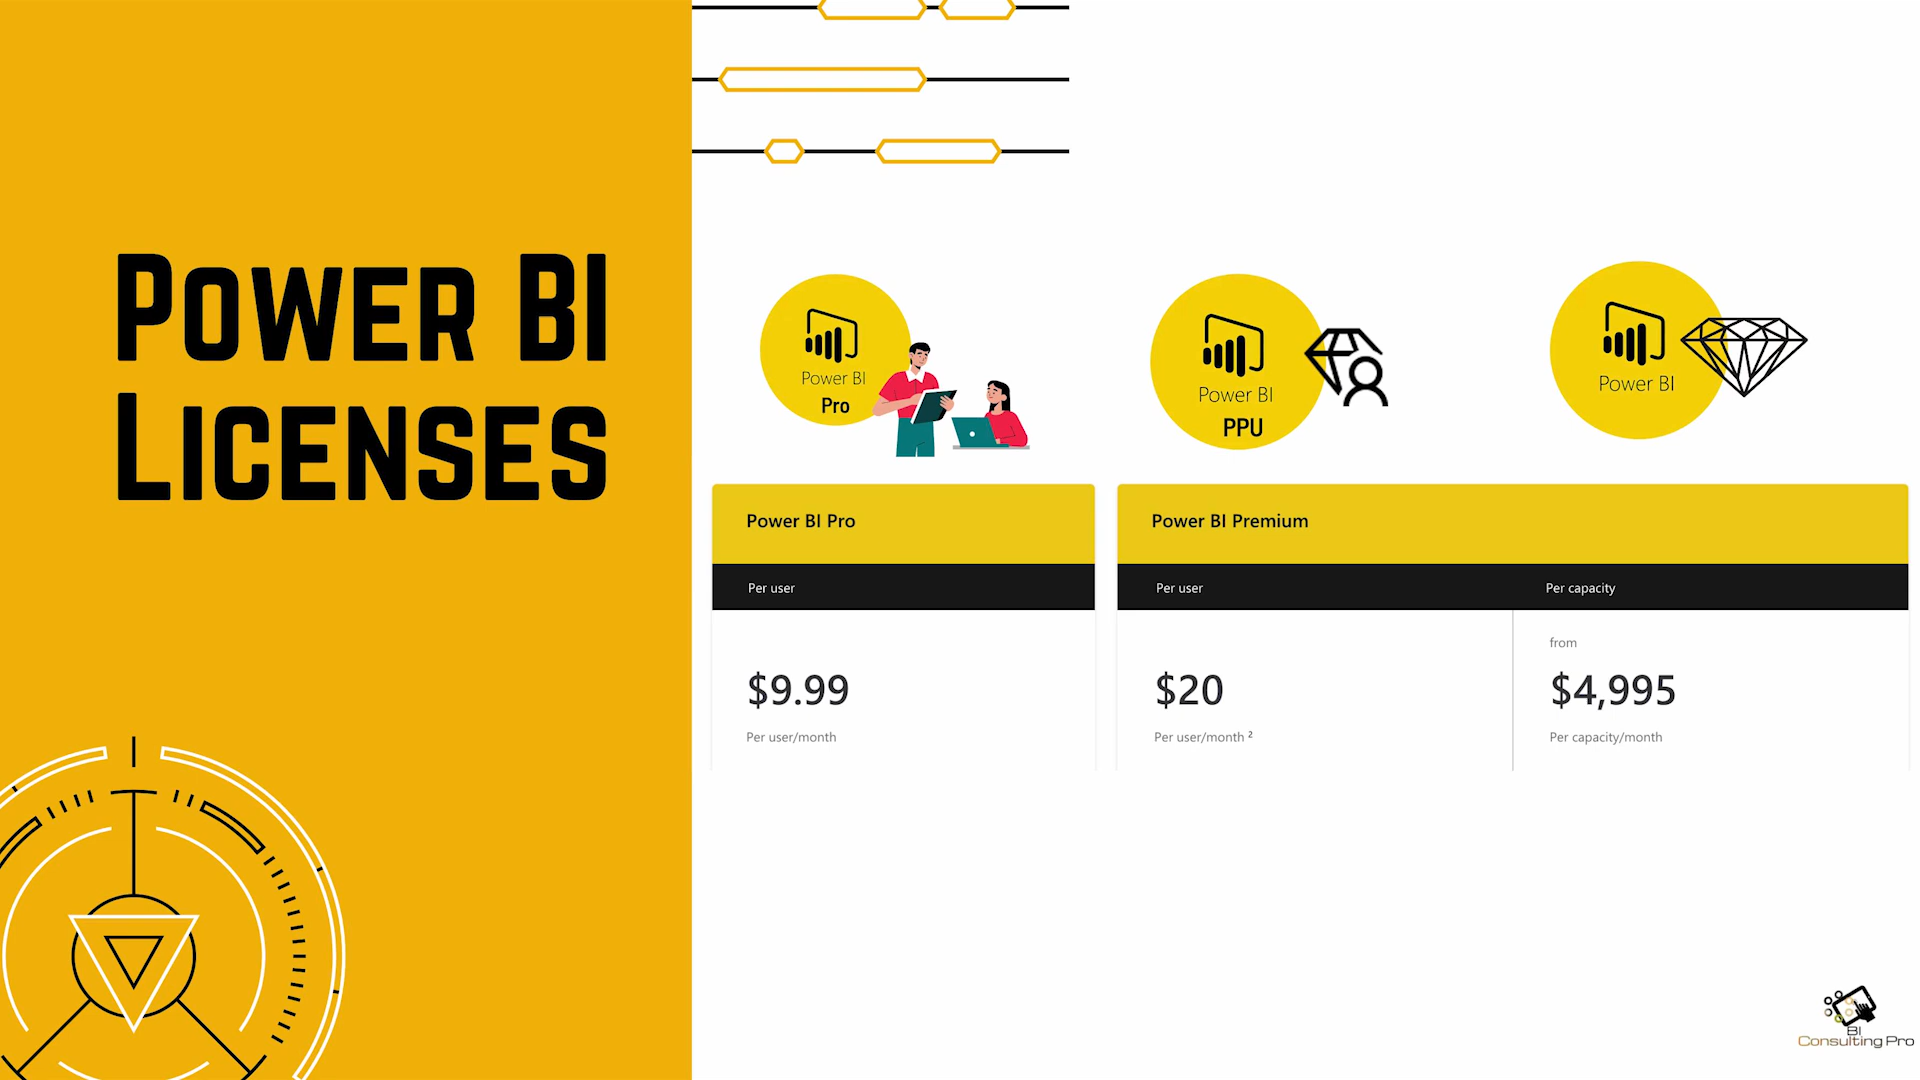 Power BI
Licenses
Power BI
Pro
Power BI
PPU
Power BI
Power BI Pro
Per user
$9.99
Per user/month
Power BI Premium
Per user
Per capacity
$20
Per user/month ²
from
$4,995
Per capacity/month
BI
Consulting Pro